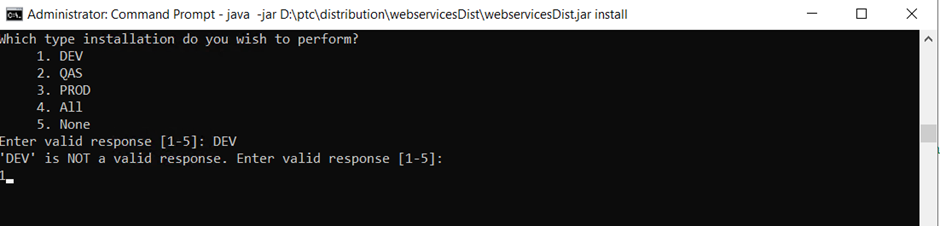 Administrator: Command Prompt - java -jar D:\ptc\distribution\webservicesDist\webservicesDist.jar install
Which type installation do you wish to perform?
1. DEV
2. QAS
3. PROD
4. All
5. None
Enter valid response [1-5]: DEV
'DEV' is NOT a valid response. Enter valid response [1-5]:
1